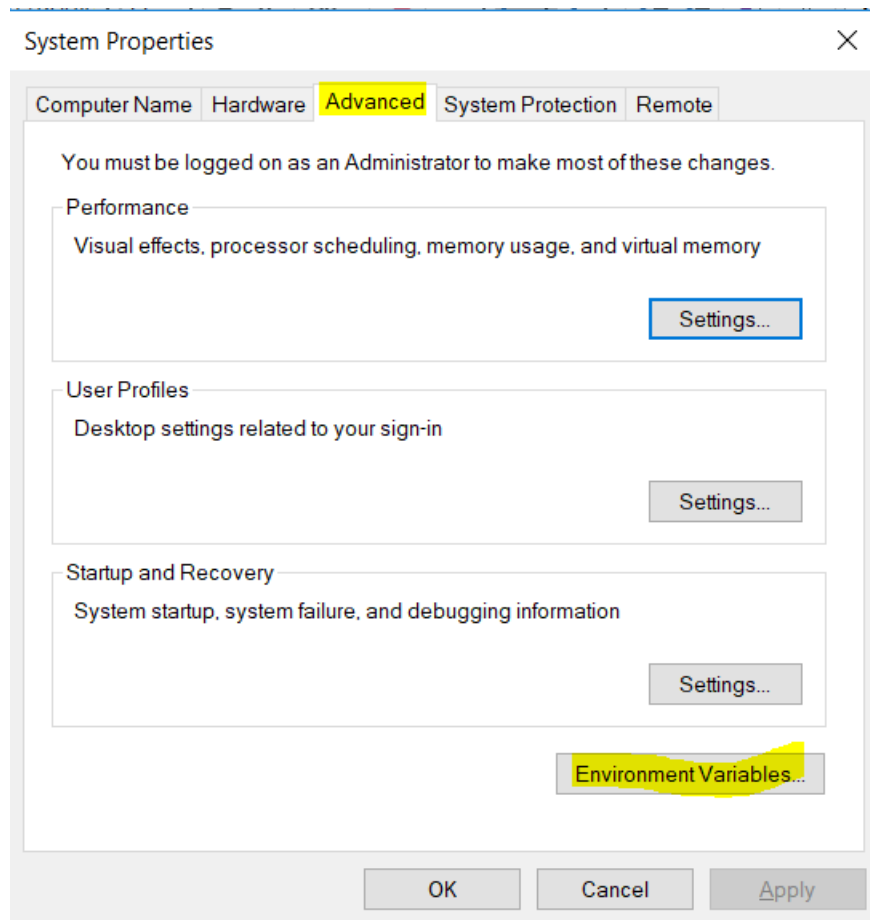 System Properties
Computer Name Hardware Advanced System Protection Remote
You must be logged on as an Administrator to make most of these changes.
Performance
Visual effects, processor scheduling, memory usage, and virtual memory
Settings...
User Profiles
Desktop settings related to your sign-in
Settings...
Startup and Recovery
System startup, system failure, and debugging information
Settings...
Environment Variables...
OK Cancel Apply